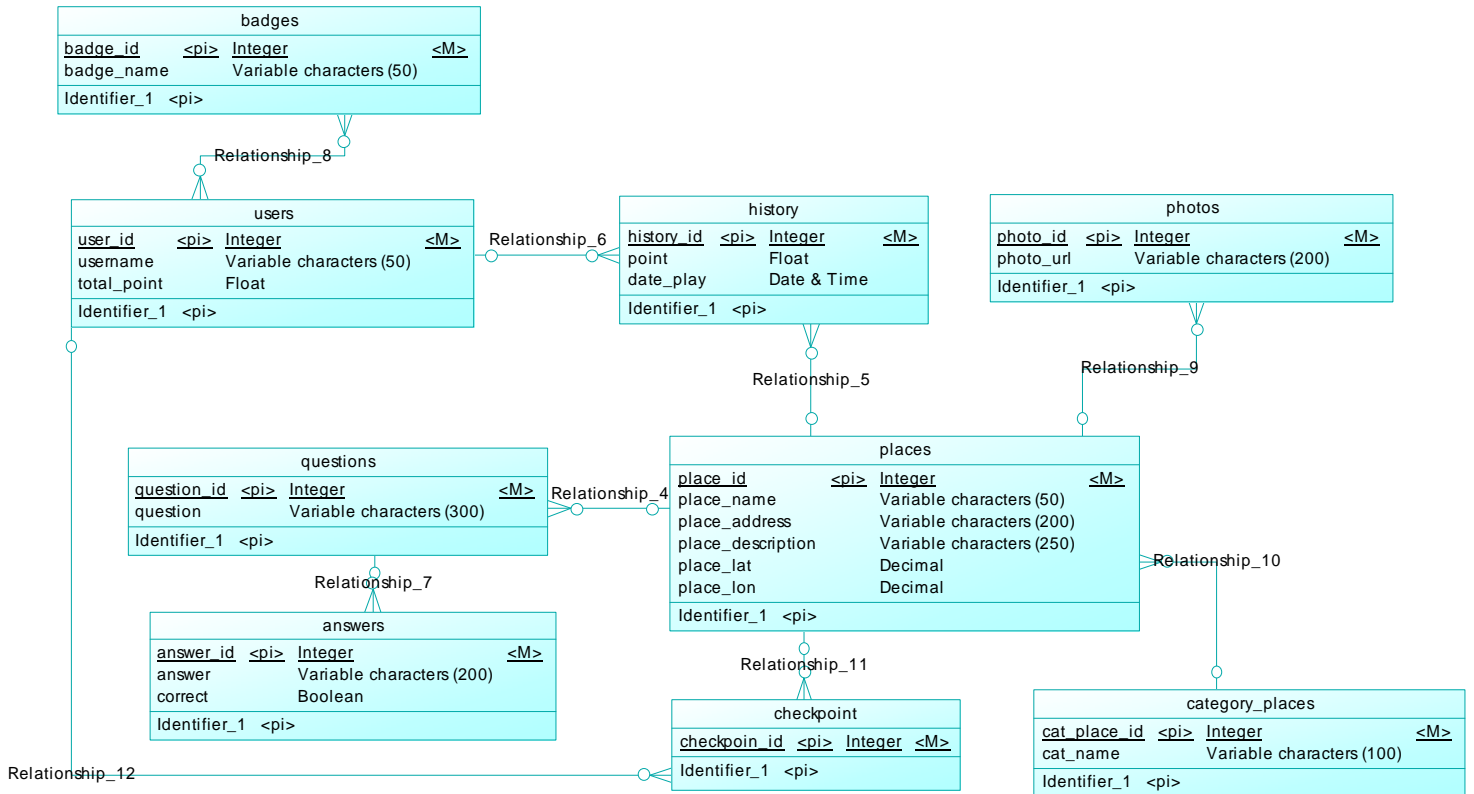 badges
badge_id <pi> Integer <M>
badge_name Variable characters (50)
Identifier_1 <pi>
Relationship_8
users
user_id <pi> Integer <M>
username Variable characters (50)
total_point Float
Identifier_1 <pi>
Relationship_6
history
history_id <pi> Integer <M>
point Float
date_play Date & Time
Identifier_1 <pi>
photos
photo_id <pi> Integer <M>
photo_url Variable characters (200)
Identifier_1 <pi>
Relationship_5
Relationship_9
questions
question_id <pi> Integer <M>
question Variable characters (300)
Identifier_1 <pi>
Relationship_4
places
place_id <pi> Integer <M>
place_name Variable characters (50)
place_address Variable characters (200)
place_description Variable characters (250)
place_lat Decimal
place_lon Decimal
Identifier_1 <pi>
Relationship_10
Relationship_7
answers
answer_id <pi> Integer <M>
answer Variable characters (200)
correct Boolean
Identifier_1 <pi>
Relationship_11
checkpoint
checkpoin_id <pi> Integer <M>
Identifier_1 <pi>
category_places
cat_place_id <pi> Integer <M>
cat_name Variable characters (100)
Identifier_1 <pi>
Relationship_12